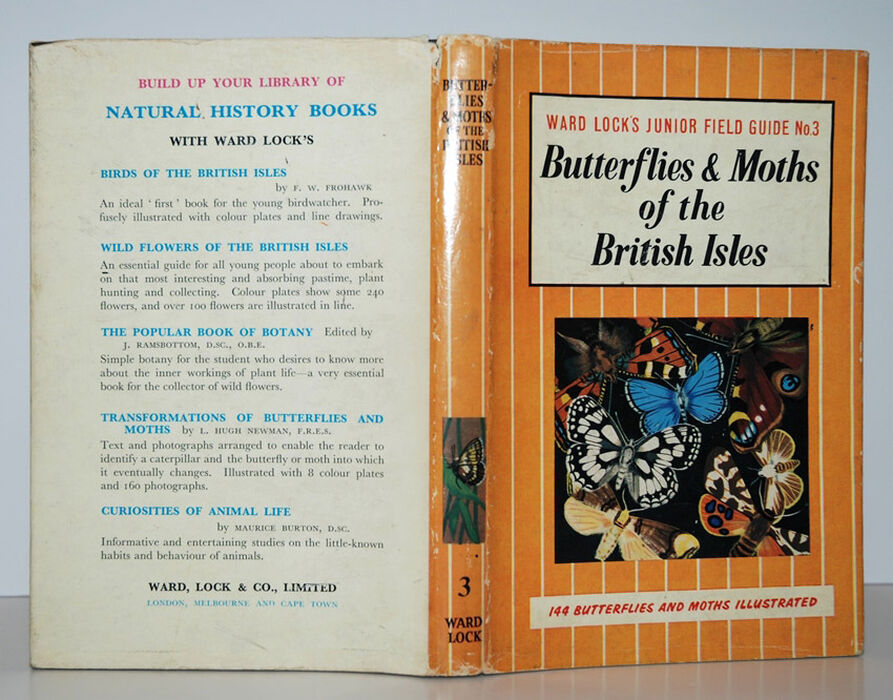 BUILD UP YOUR LIBRARY OF
NATURAL HISTORY BOOKS
WITH WARD LOCK'S
BIRDS OF THE BRITISH ISLES
by F. W. FROHAWK
An ideal 'first' book for the young birdwatcher. Pro-
fusely illustrated with colour plates and line drawings.
WILD FLOWERS OF THE BRITISH ISLES
An essential guide for all young people about to embark
on that most interesting and absorbing pastime, plant
hunting and collecting. Colour plates show some 240
flowers, and over 100 flowers are illustrated in line.
THE POPULAR BOOK OF BOTANY Edited by
J. RAMSBOTTOM, D.SC., O.B.E.
Simple botany for the student who desires to know more
about the inner workings of plant life—a very essential
book for the collector of wild flowers.
TRANSFORMATIONS OF BUTTERFLIES AND
MOTHS by L. HUGH NEWMAN, F.R.E.S.
Text and photographs arranged to enable the reader to
identify a caterpillar and the butterfly or moth into which
it eventually changes. Illustrated with 8 colour plates
and 160 photographs.
CURIOSITIES OF ANIMAL LIFE
by MAURICE BURTON, D.SC.
Informative and entertaining studies on the little-known
habits and behaviour of animals.
WARD, LOCK & CO., LIMITED
LONDON, MELBOURNE AND CAPE TOWN
BUTTER-
FLIES
& MOTHS
OF THE
BRITISH
ISLES
3
WARD
LOCK
WARD LOCK'S JUNIOR FIELD GUIDE No.3
Butterflies & Moths
of the
British Isles
144 BUTTERFLIES AND MOTHS ILLUSTRATED